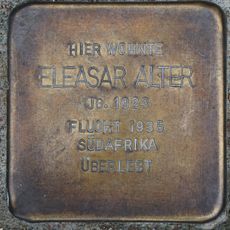 HIER WOHNTE
ELEASAR ALTER
JG. 1923
FLUCHT 1935
SÜDAFRIKA
ÜBERLEBT